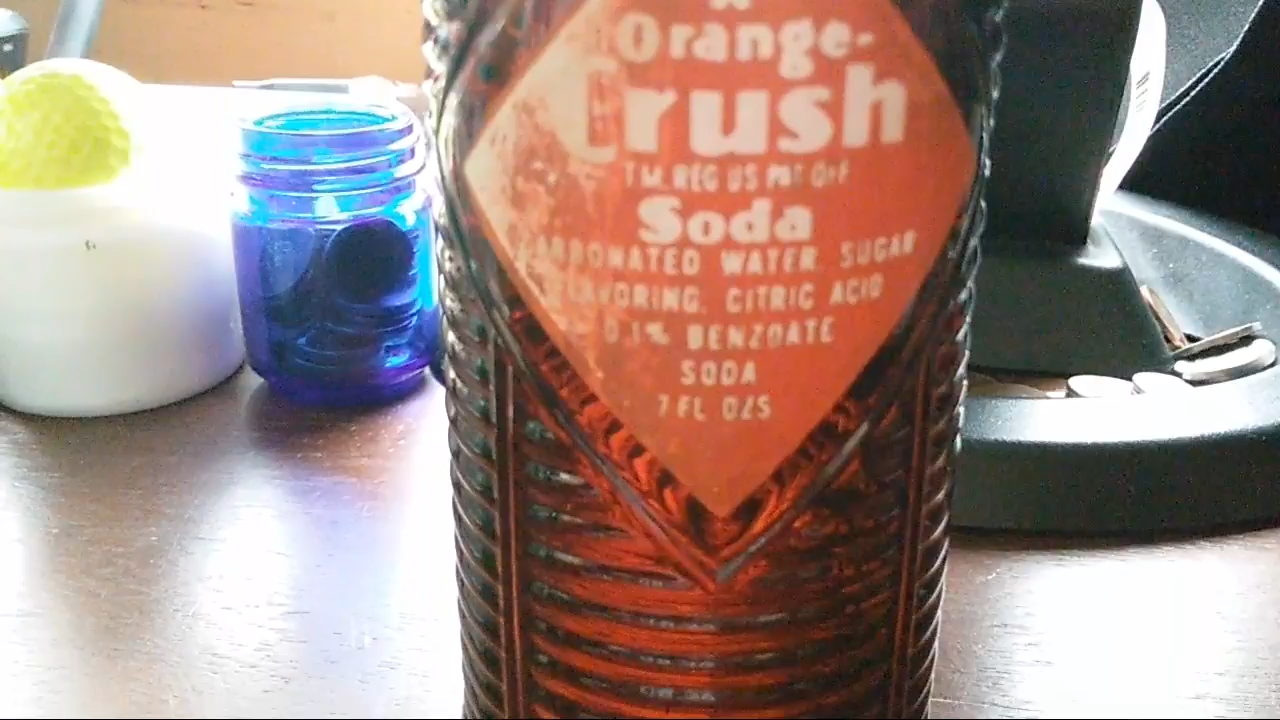 Orange-
Crush
T.M. REG US PAT OFF
Soda
CARBONATED WATER, SUGAR
FLAVORING, CITRIC ACID
0.1% BENZOATE
SODA
7 FL OZS